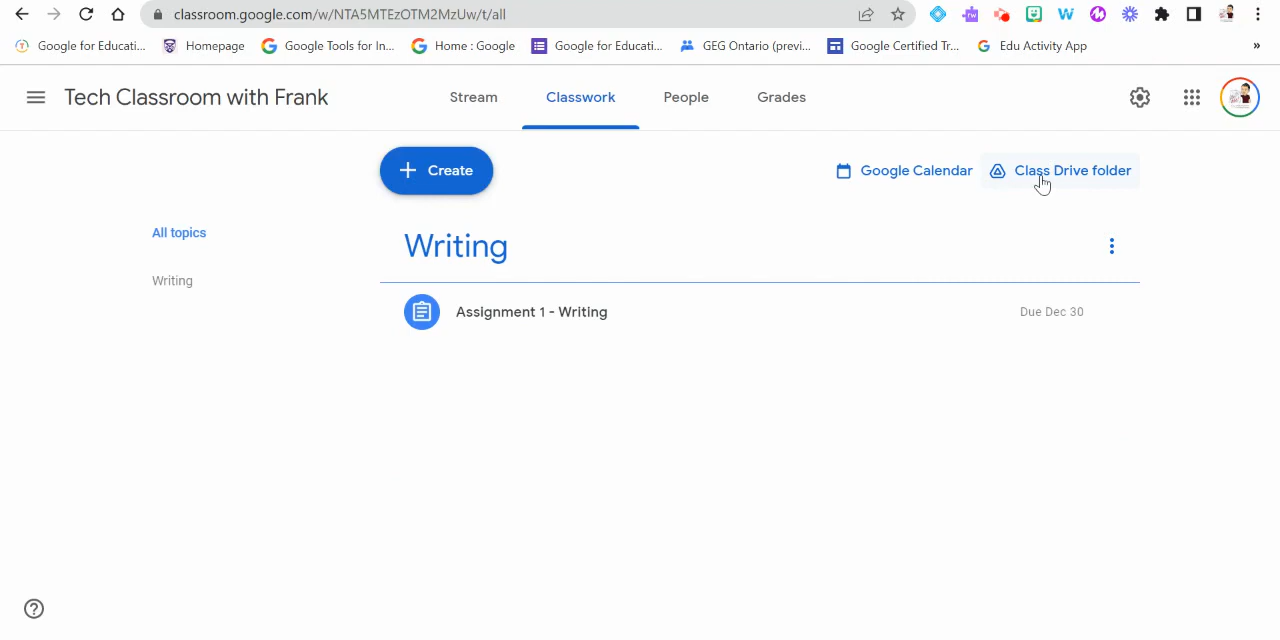 classroom.google.com/w/NTA5MTEzOTM2MzUw/t/all
Google for Educati... Homepage Google Tools for In... Home : Google Google for Educati... GEG Ontario (previ... Google Certified Tr... Edu Activity App »
Tech Classroom with Frank Stream Classwork People Grades
+ Create Google Calendar Class Drive folder
All topics
Writing
Writing
Assignment 1 - Writing Due Dec 30